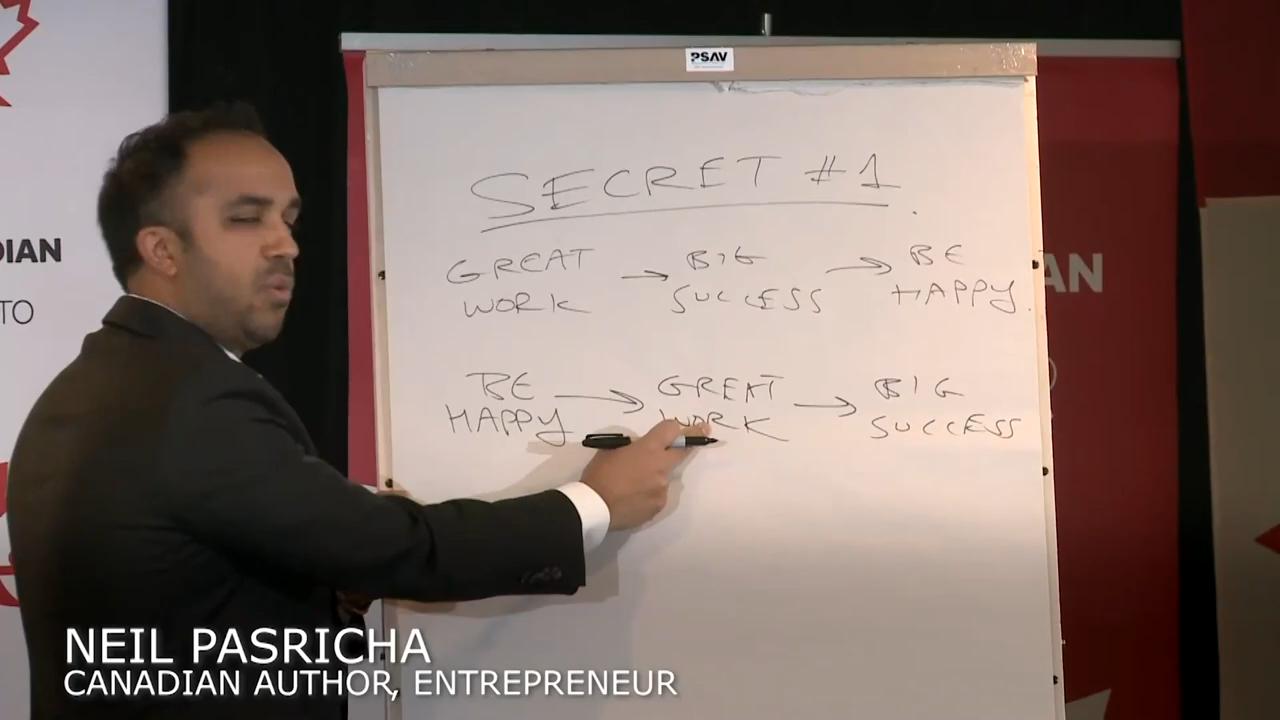 PSAV
SECRET #1.
GREAT WORK → BIG SUCCESS → BE HAPPY.
BE HAPPY → GREAT WORK → BIG SUCCESS
DIAN
TO
AN
NEIL PASRICHA
CANADIAN AUTHOR, ENTREPRENEUR